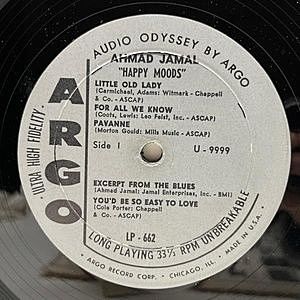 AUDIO ODYSSEY BY ARGO
AHMAD JAMAL
"HAPPY MOODS"
LITTLE OLD LADY
(Carmichael, Adams: Witmark - Chappell
& Co. - ASCAP)
FOR ALL WE KNOW
(Coots, Lewis: Leo Feist, Inc. - ASCAP)
PAVANNE
(Morton Gould: Mills Music - ASCAP)
Side 1
U - 9999
EXCERPT FROM THE BLUES
(Ahmad Jamal: Jamal Enterprises, Inc. - BMI)
YOU'D BE SO EASY TO LOVE
(Cole Porter: Chappell
& Co. - ASCAP)
LP - 662
LONG PLAYING 33⅓ RPM UNBREAKABLE
ARGO RECORD CORP. • CHICAGO, ILL. • MADE IN U.S.A.
ARGO
ULTRA HIGH FIDELITY